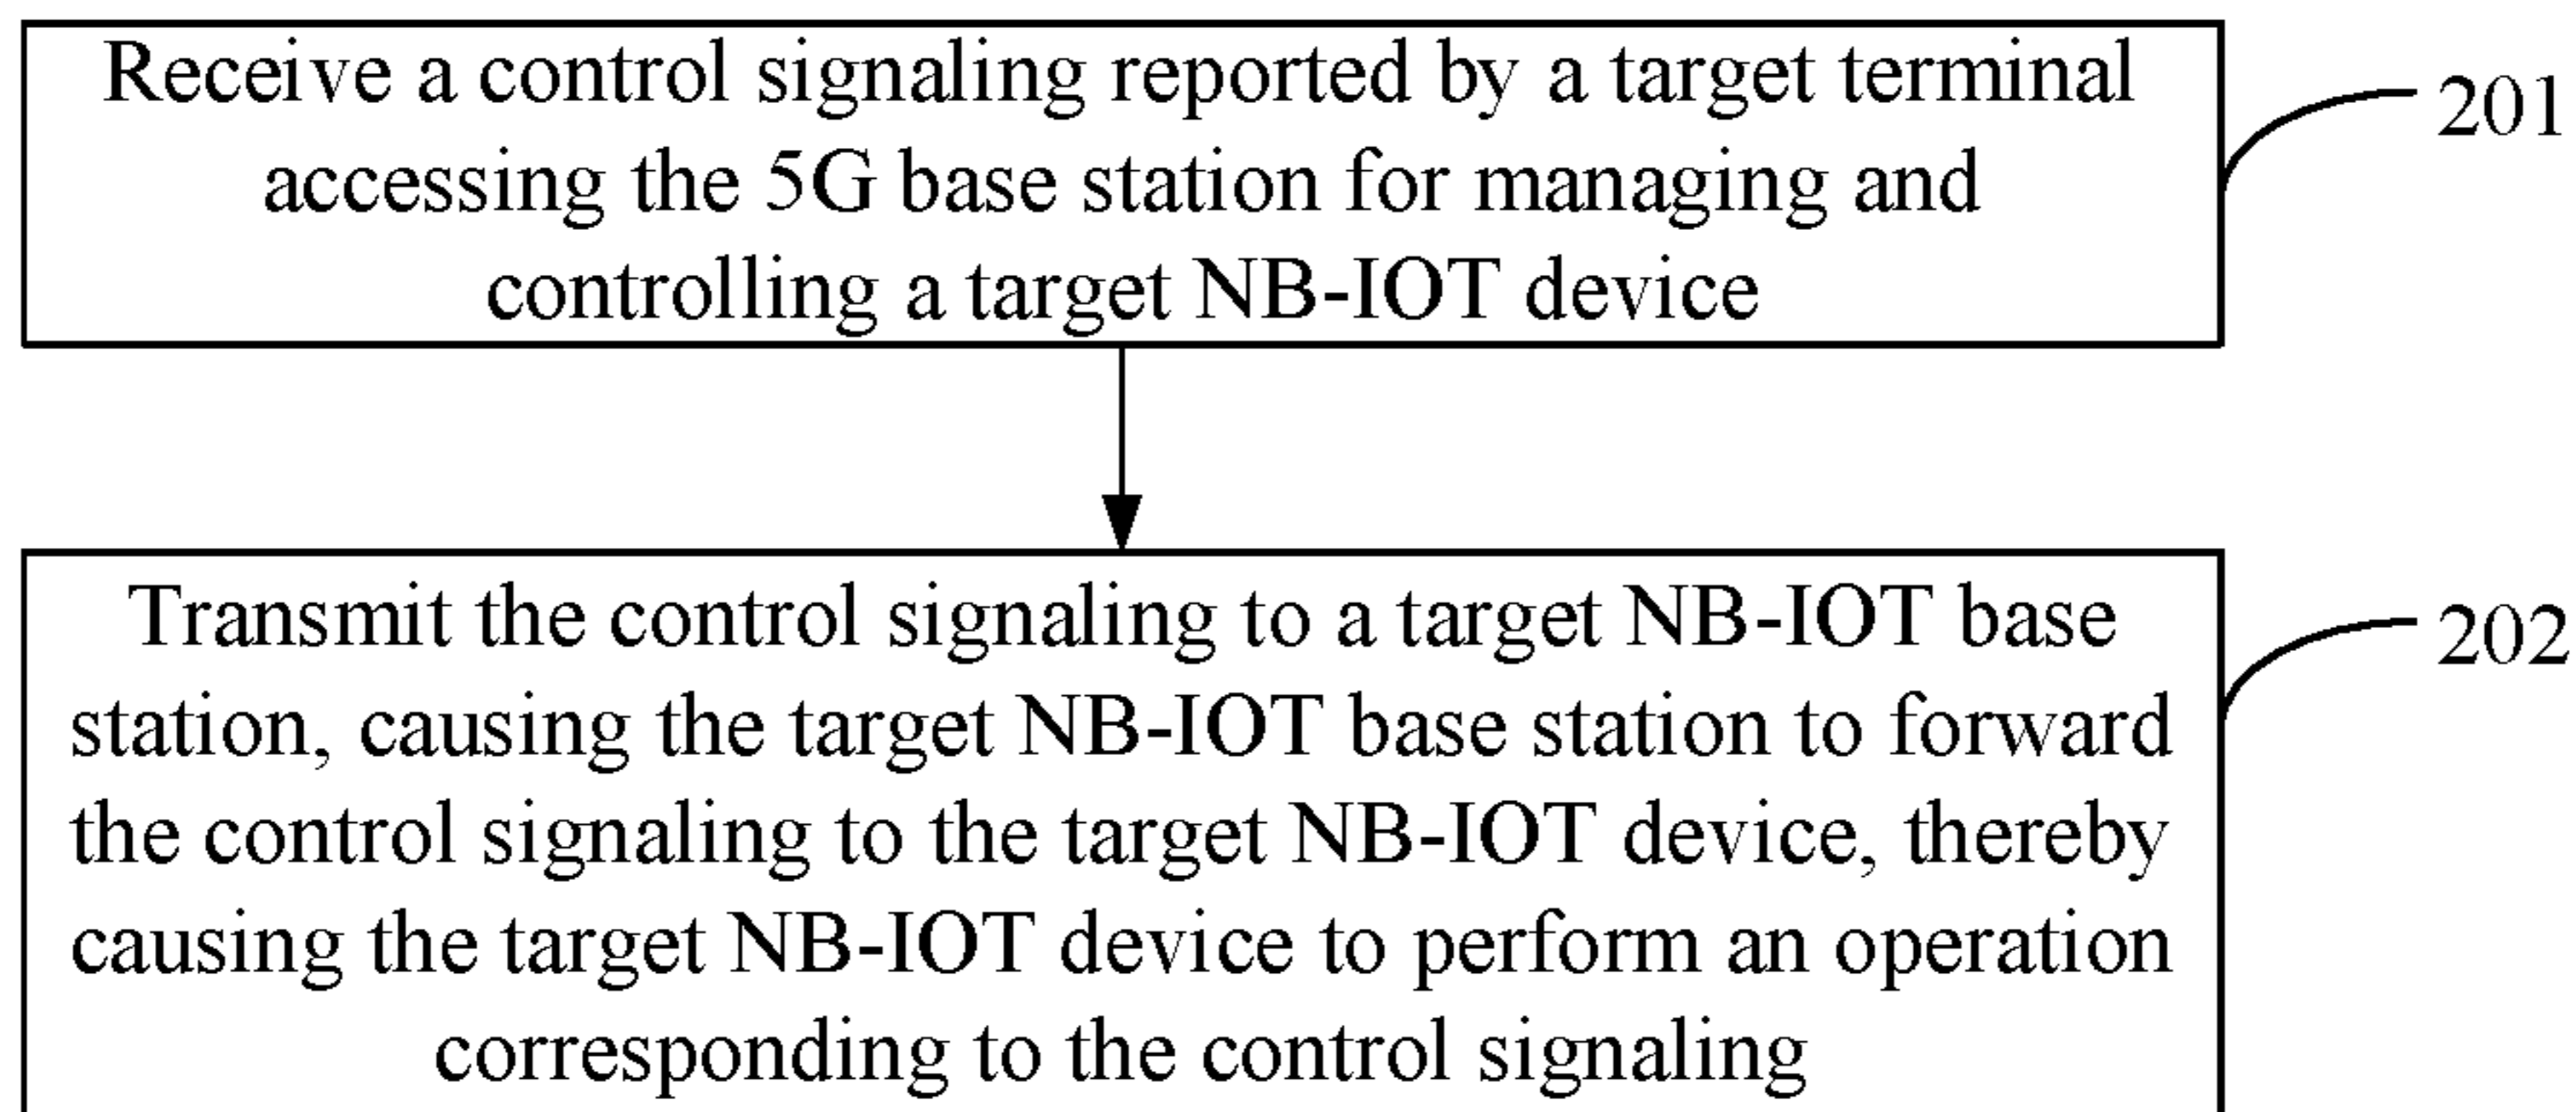 Receive a control signaling reported by a target terminal
accessing the 5G base station for managing and
controlling a target NB-IOT device
201
Transmit the control signaling to a target NB-IOT base
station, causing the target NB-IOT base station to forward
the control signaling to the target NB-IOT device, thereby
causing the target NB-IOT device to perform an operation
corresponding to the control signaling
202